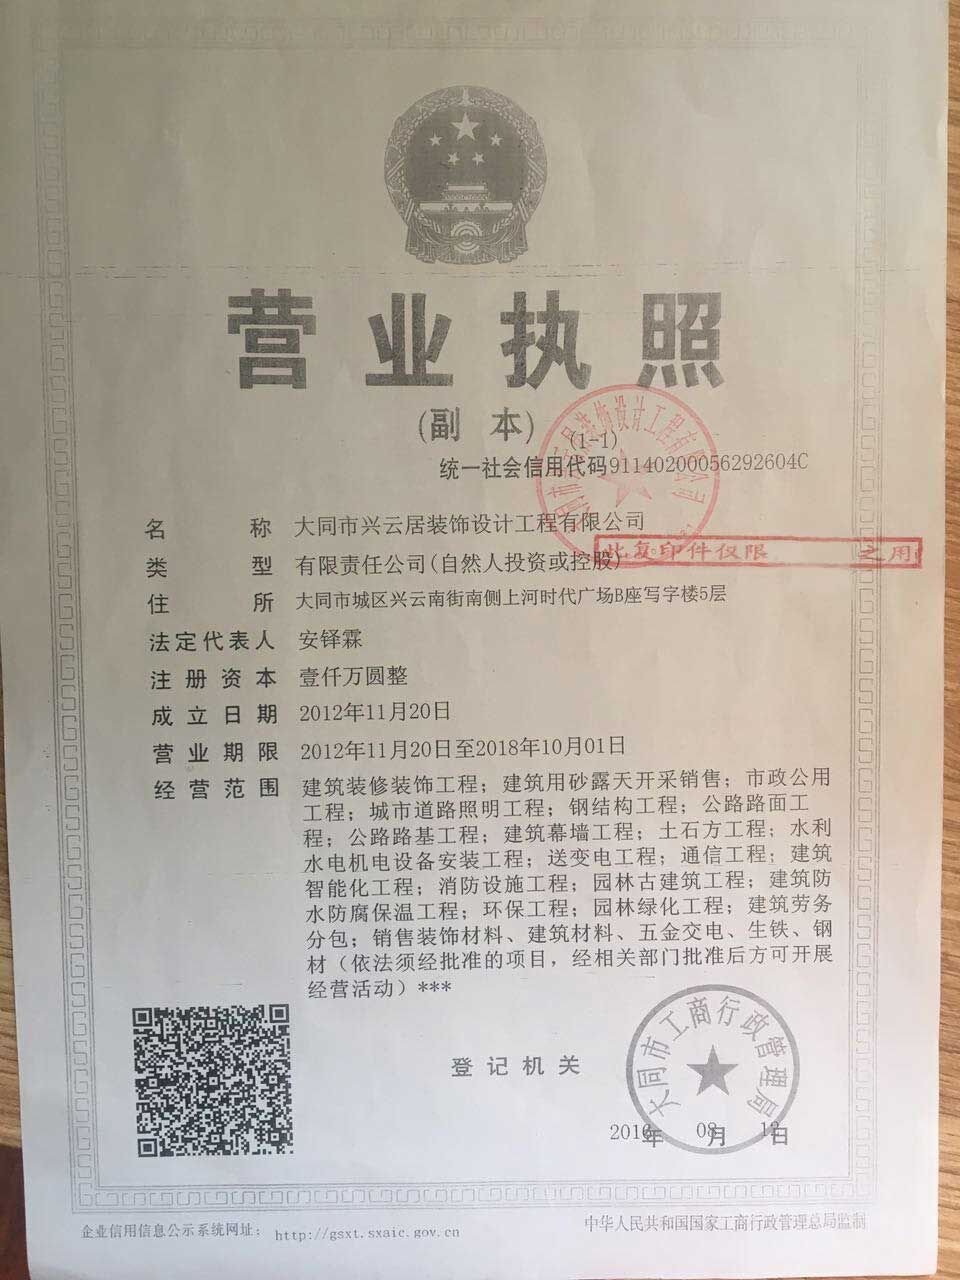 营业执照
(副 本)
(1-1)
统一社会信用代码91140200056292604C
名 称 大同市兴云居装饰设计工程有限公司
类 型 有限责任公司(自然人投资或控股)
此复印件仅限 之用
住 所 大同市城区兴云南街南侧上河时代广场B座写字楼5层
法定代表人 安铎霖
注册资本 壹仟万圆整
成立日期 2012年11月20日
营业期限 2012年11月20日至2018年10月01日
经营范围 建筑装修装饰工程；建筑用砂露天开采销售；市政公用
工程；城市道路照明工程；钢结构工程；公路路面工
程；公路路基工程；建筑幕墙工程；土石方工程；水利
水电机电设备安装工程；送变电工程；通信工程；建筑
智能化工程；消防设施工程；园林古建筑工程；建筑防
水防腐保温工程；环保工程；园林绿化工程；建筑劳务
分包；销售装饰材料、建筑材料、五金交电、生铁、钢
材（依法须经批准的项目，经相关部门批准后方可开展
经营活动）***
登记机关
大同市工商行政管理局
2016年 08月 12日
企业信用信息公示系统网址： http://gsxt.sxaic.gov.cn
中华人民共和国国家工商行政管理总局监制